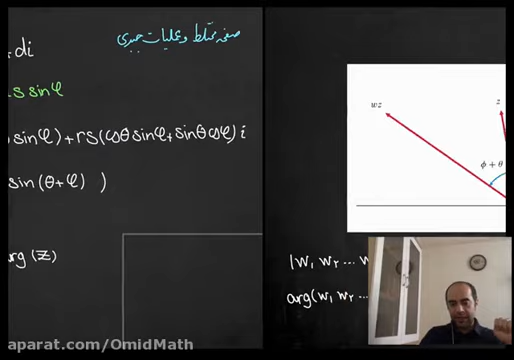 صفحه مختلط و عملیات جبری
+ di
s sinφ
sinφ) + rs(cosθ sinφ + sinθ cosφ) i
sin (θ+φ) )
rg (z)
wz
z
ϕ + θ
|w₁ w₂ ... w
arg(w₁ w₂ ...
aparat.com/OmidMath